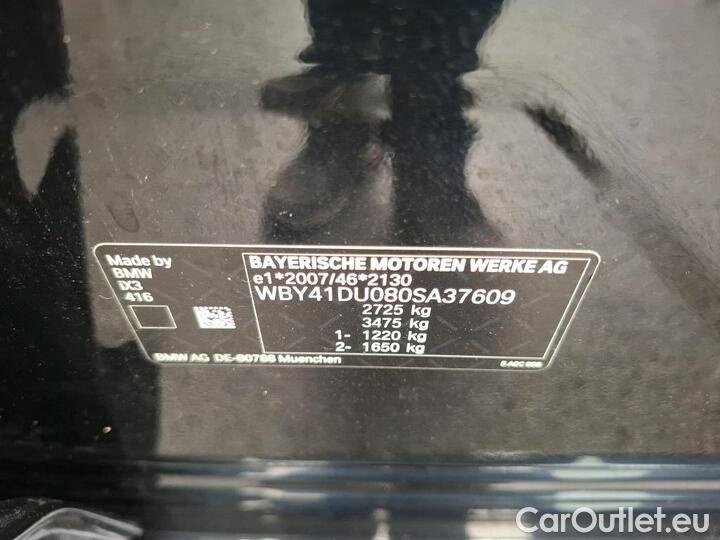 Made by
BMW
iX3
416
BAYERISCHE MOTOREN WERKE AG
e1*2007/46*2130
WBY41DU080SA37609
2725 kg
3475 kg
1- 1220 kg
2- 1650 kg
BMW AG DE-80788 Muenchen
CarOutlet.eu